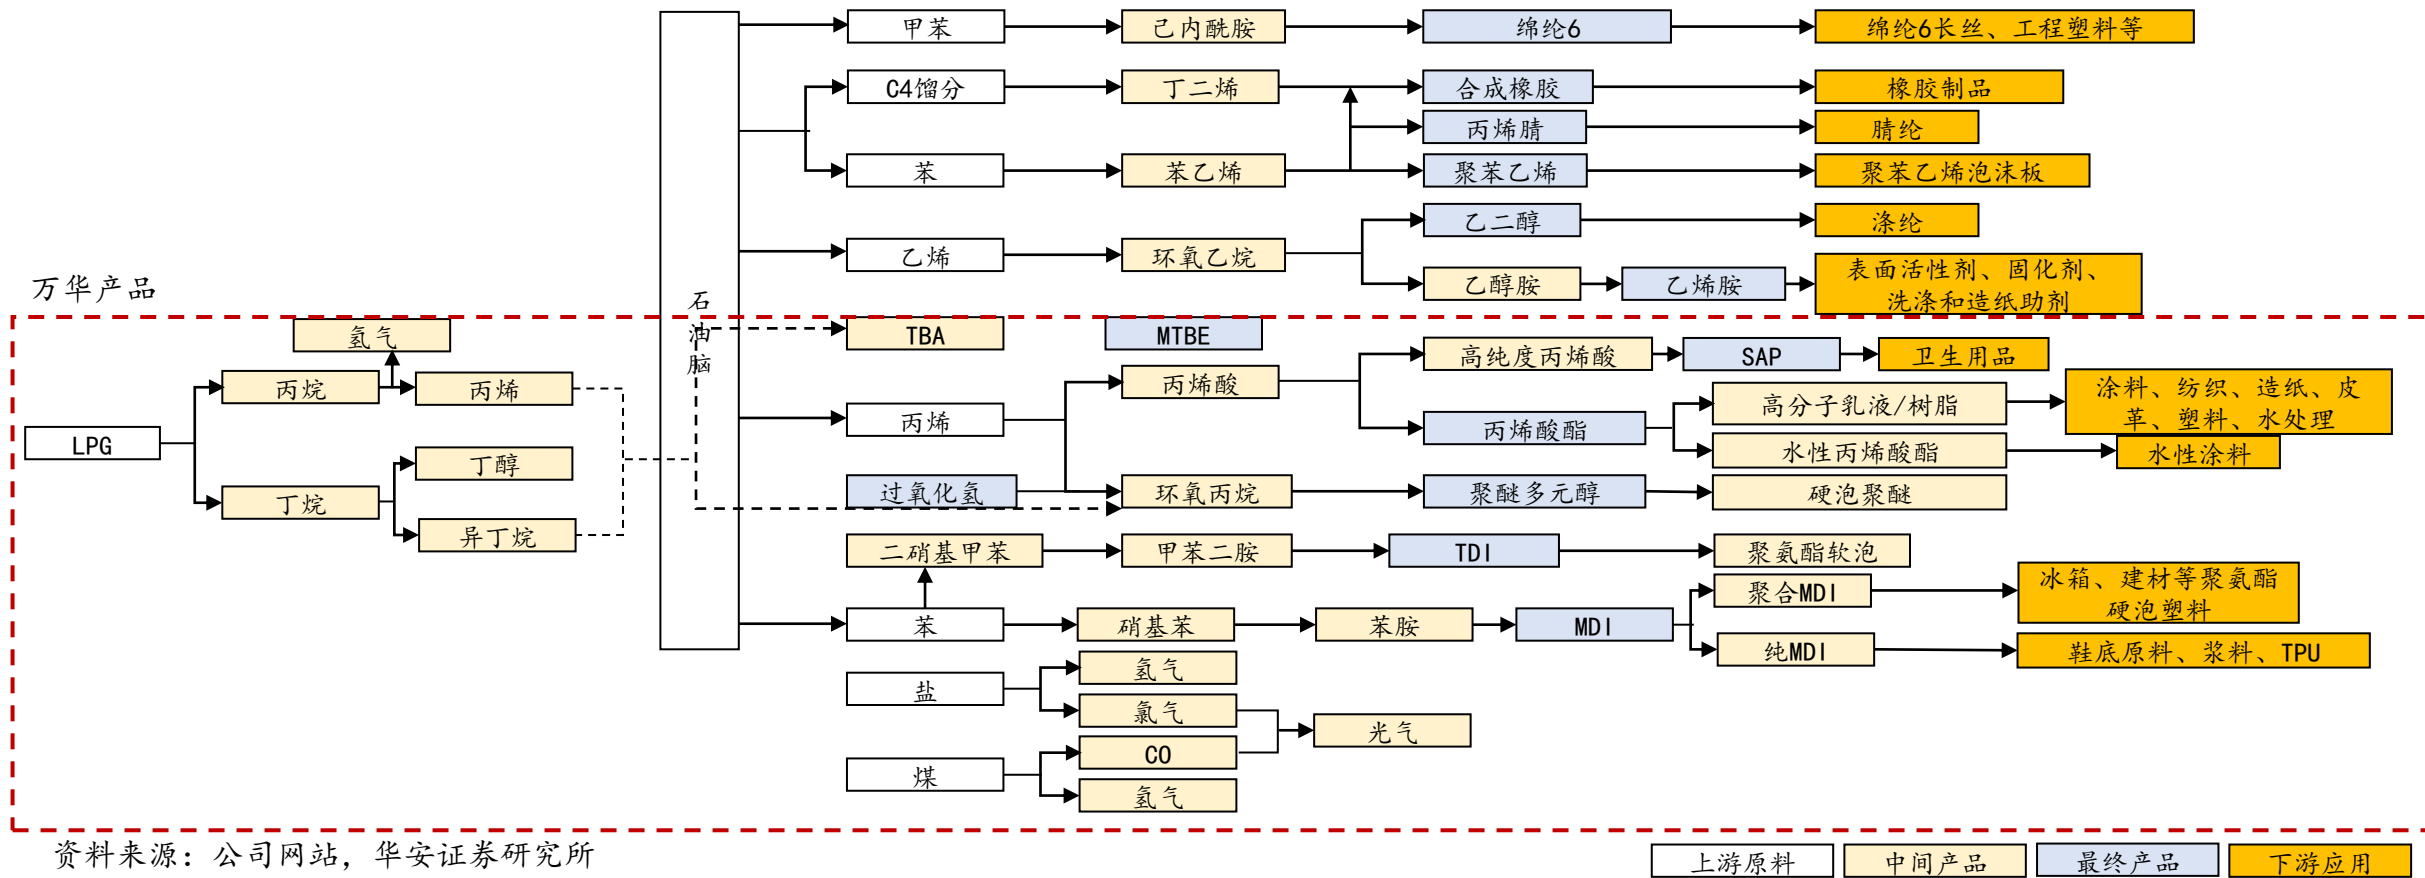 甲苯
己内酰胺
绵纶6
绵纶6长丝、工程塑料等
C4馏分
丁二烯
合成橡胶
橡胶制品
丙烯腈
腈纶
苯
苯乙烯
聚苯乙烯
聚苯乙烯泡沫板
乙二醇
涤纶
乙烯
环氧乙烷
乙醇胺
乙烯胺
表面活性剂、固化剂、
洗涤和造纸助剂
万华产品
石
油
脑
氢气
TBA
MTBE
丙烷
丙烯
LPG
丁醇
丁烷
异丁烷
丙烯
丙烯酸
高纯度丙烯酸
SAP
卫生用品
丙烯酸酯
高分子乳液/树脂
涂料、纺织、造纸、皮
革、塑料、水处理
水性丙烯酸酯
水性涂料
过氧化氢
环氧丙烷
聚醚多元醇
硬泡聚醚
二硝基甲苯
甲苯二胺
TDI
聚氨酯软泡
苯
硝基苯
苯胺
MDI
聚合MDI
冰箱、建材等聚氨酯
硬泡塑料
纯MDI
鞋底原料、浆料、TPU
盐
氢气
氯气
光气
煤
CO
氢气
资料来源：公司网站，华安证券研究所
上游原料
中间产品
最终产品
下游应用